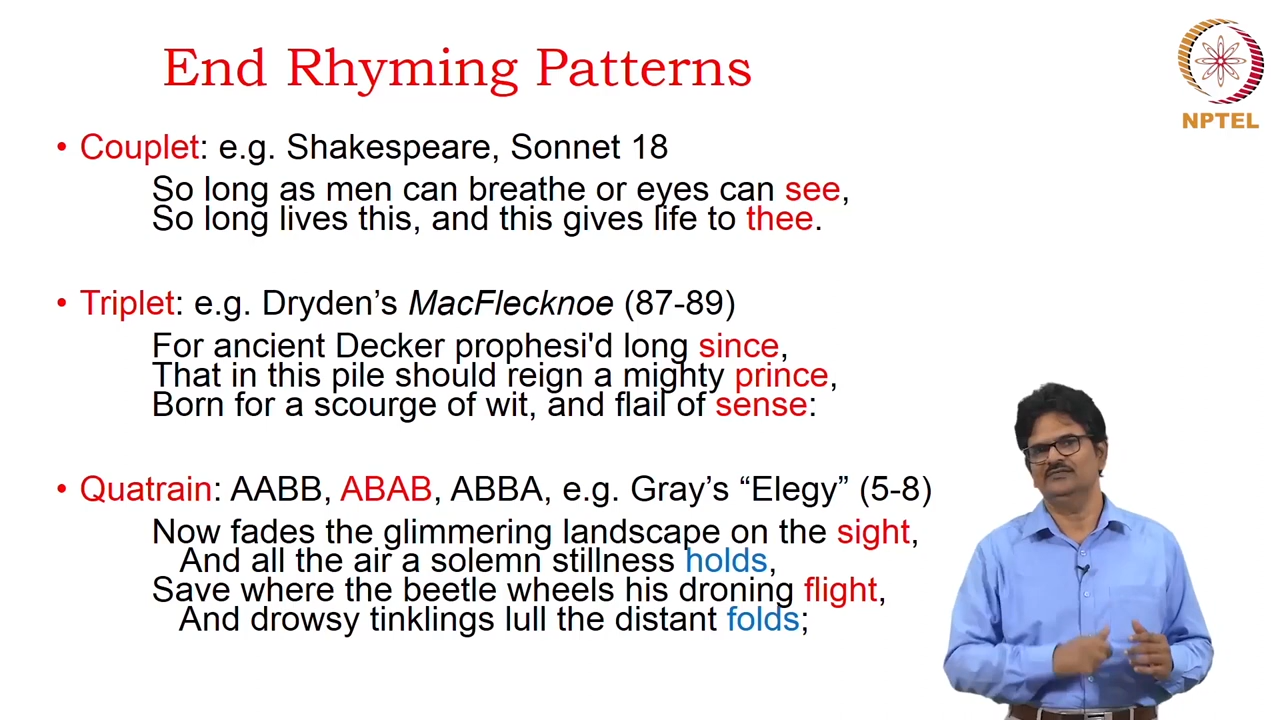 End Rhyming Patterns
NPTEL
• Couplet: e.g. Shakespeare, Sonnet 18
So long as men can breathe or eyes can see,
So long lives this, and this gives life to thee.
• Triplet: e.g. Dryden’s MacFlecknoe (87-89)
For ancient Decker prophesi'd long since,
That in this pile should reign a mighty prince,
Born for a scourge of wit, and flail of sense:
• Quatrain: AABB, ABAB, ABBA, e.g. Gray’s “Elegy” (5-8)
Now fades the glimmering landscape on the sight,
And all the air a solemn stillness holds,
Save where the beetle wheels his droning flight,
And drowsy tinklings lull the distant folds;